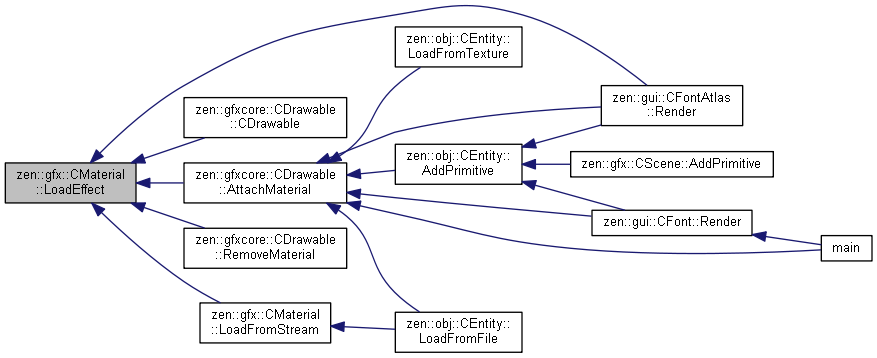 zen::gfx::CMaterial
::LoadEffect
zen::gfxcore::CDrawable
::CDrawable
zen::gfxcore::CDrawable
::AttachMaterial
zen::gfxcore::CDrawable
::RemoveMaterial
zen::gfx::CMaterial
::LoadFromStream
zen::obj::CEntity::
LoadFromTexture
zen::obj::CEntity::
AddPrimitive
zen::obj::CEntity::
LoadFromFile
zen::gui::CFontAtlas
::Render
zen::gfx::CScene::AddPrimitive
zen::gui::CFont::Render
main